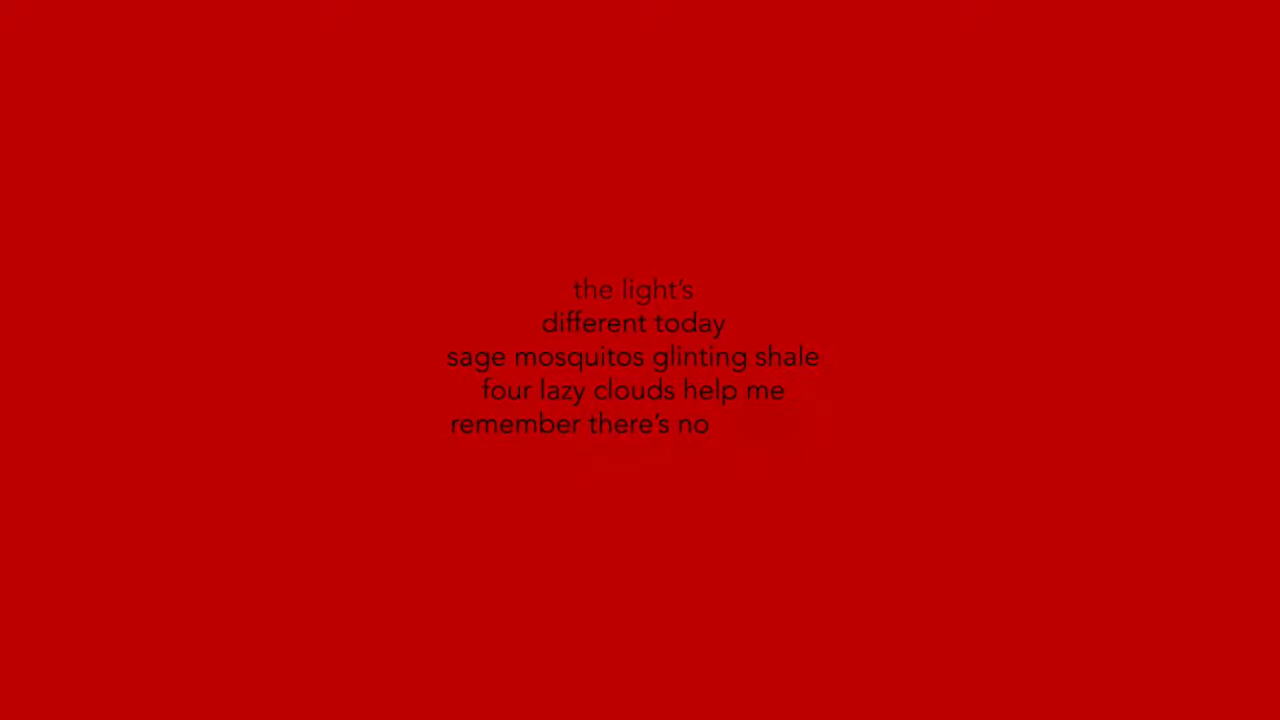 the light’s
different today
sage mosquitos glinting shale
four lazy clouds help me
remember there’s no